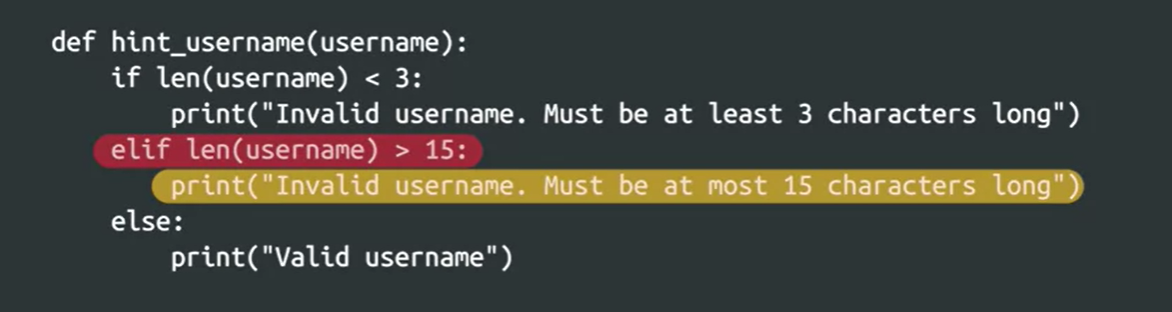 def hint_username(username):
    if len(username) < 3:
        print("Invalid username. Must be at least 3 characters long")
    elif len(username) > 15:
        print("Invalid username. Must be at most 15 characters long")
    else:
        print("Valid username")